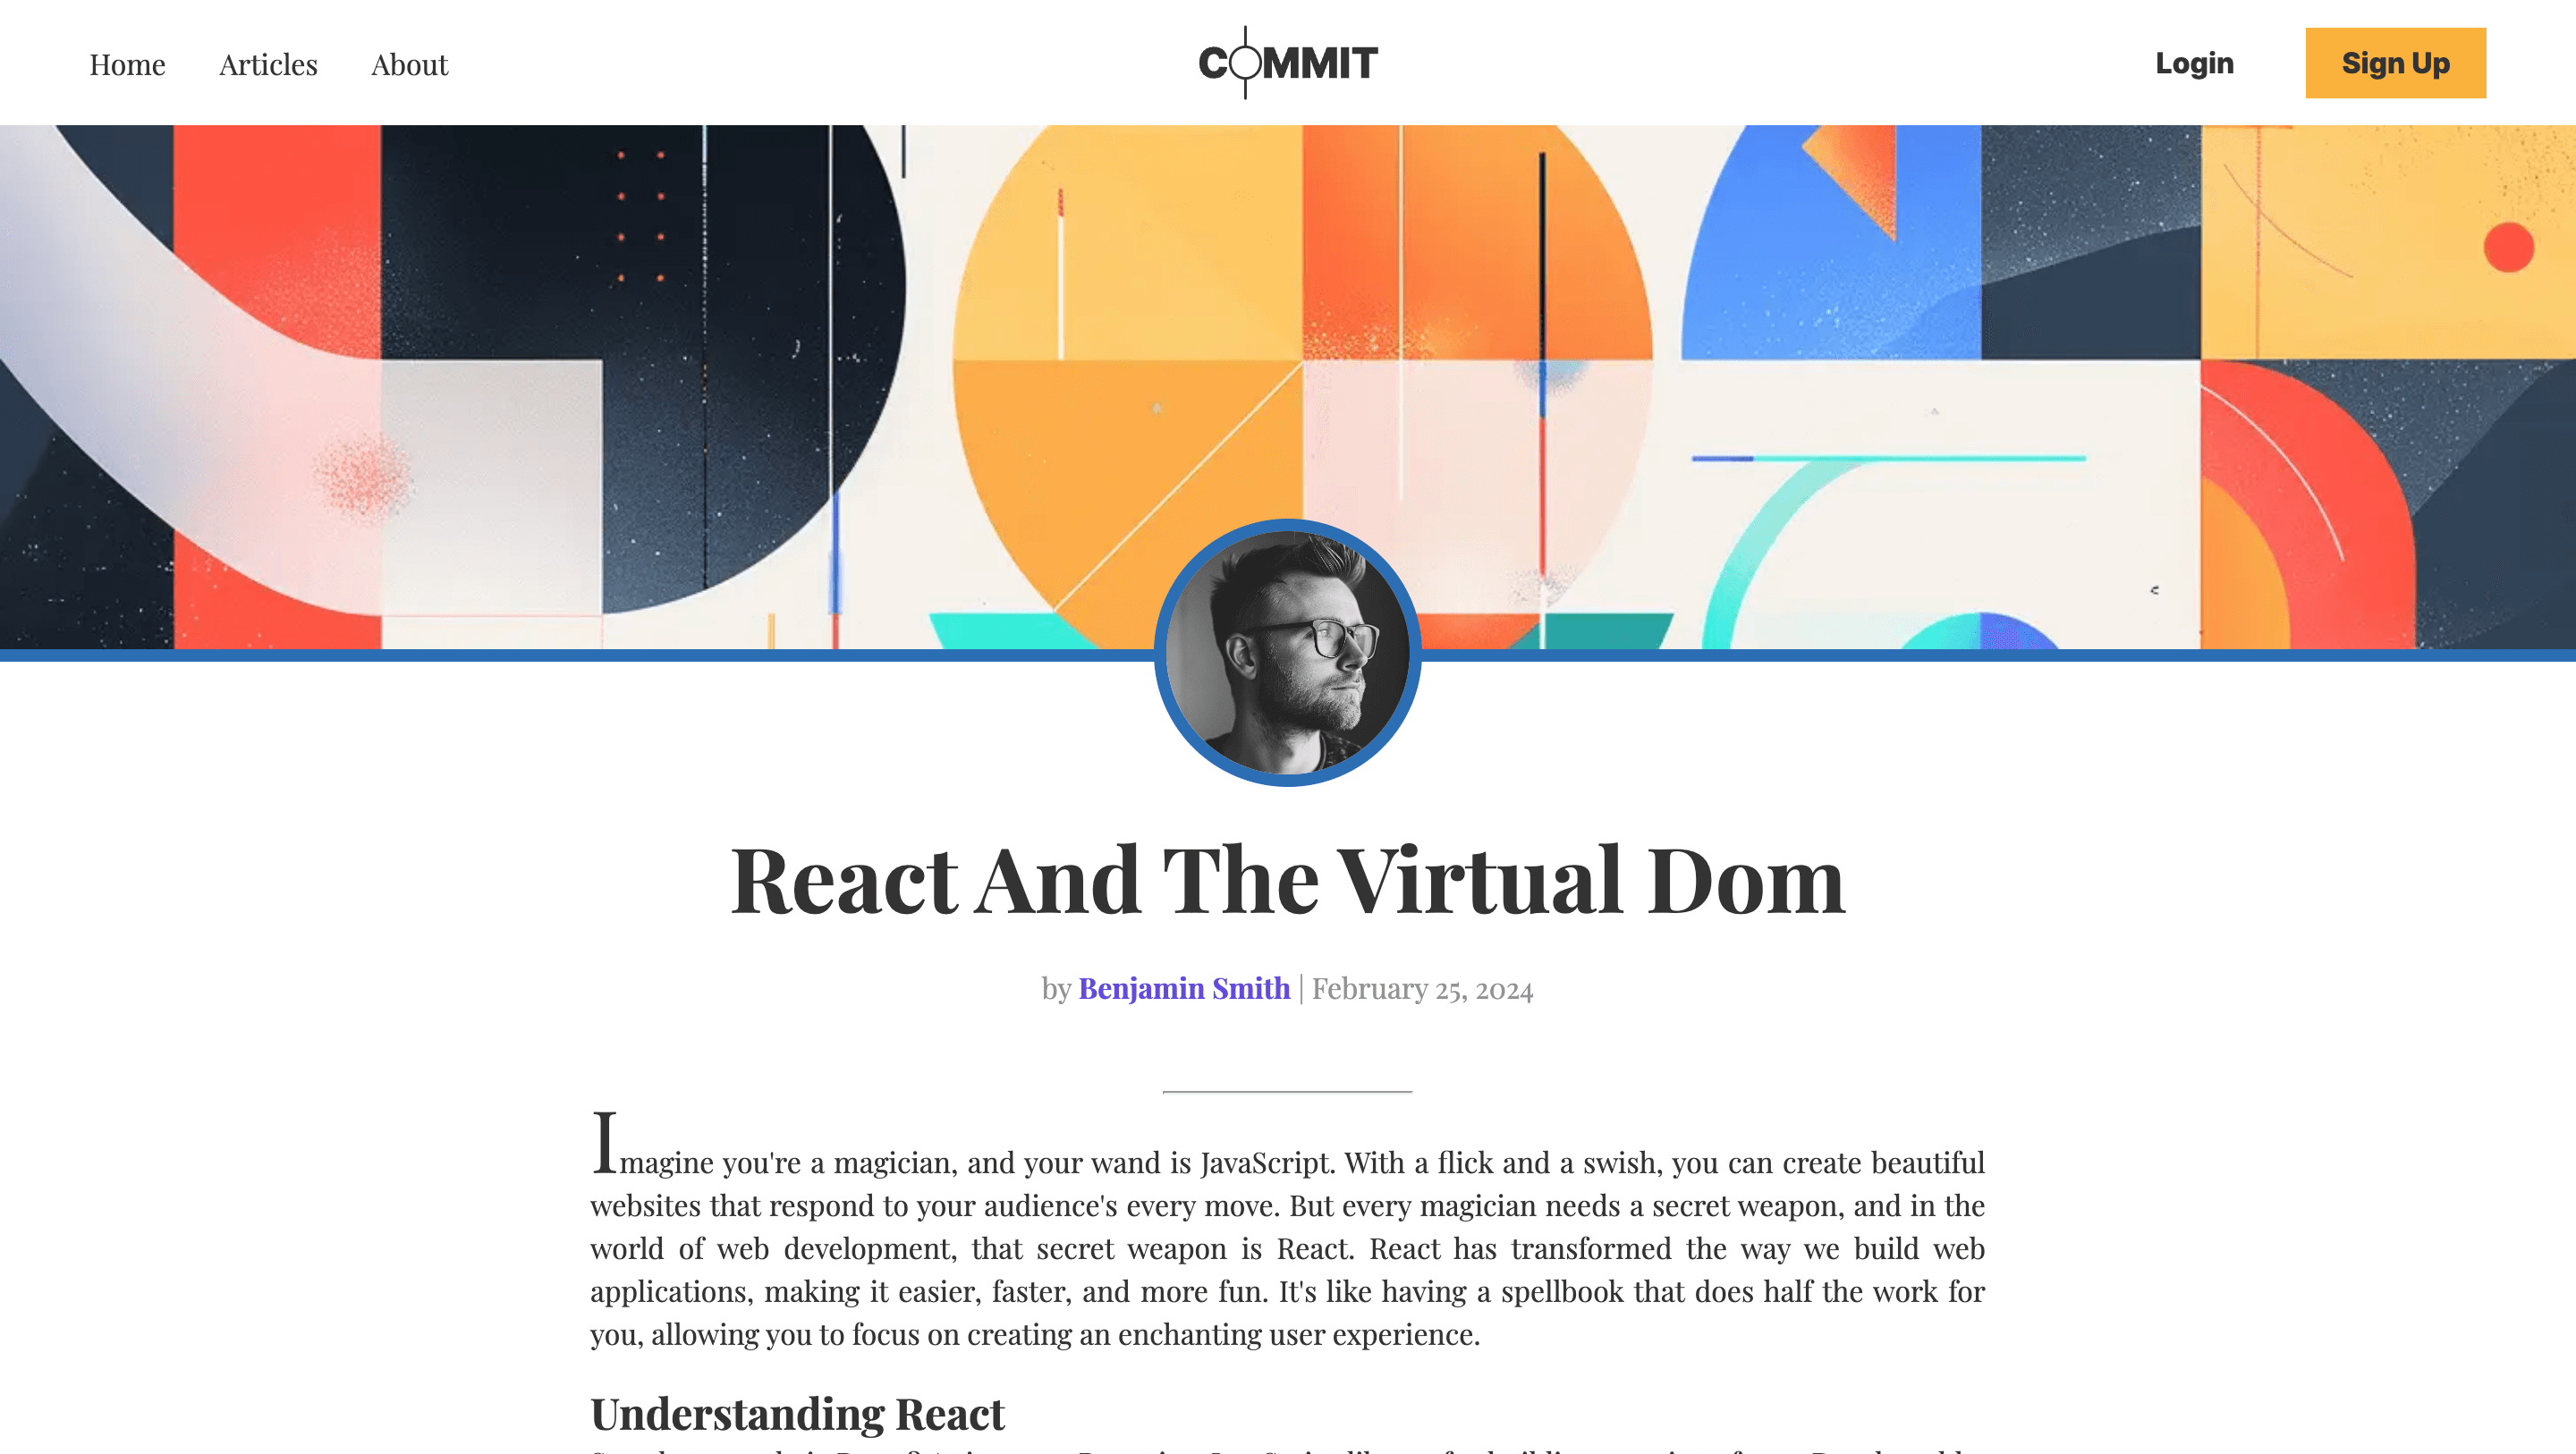 Home Articles About COMMIT Login Sign Up
React And The Virtual Dom
by Benjamin Smith | February 25, 2024
Imagine you're a magician, and your wand is JavaScript. With a flick and a swish, you can create beautiful
websites that respond to your audience's every move. But every magician needs a secret weapon, and in the
world of web development, that secret weapon is React. React has transformed the way we build web
applications, making it easier, faster, and more fun. It's like having a spellbook that does half the work for
you, allowing you to focus on creating an enchanting user experience.
Understanding React